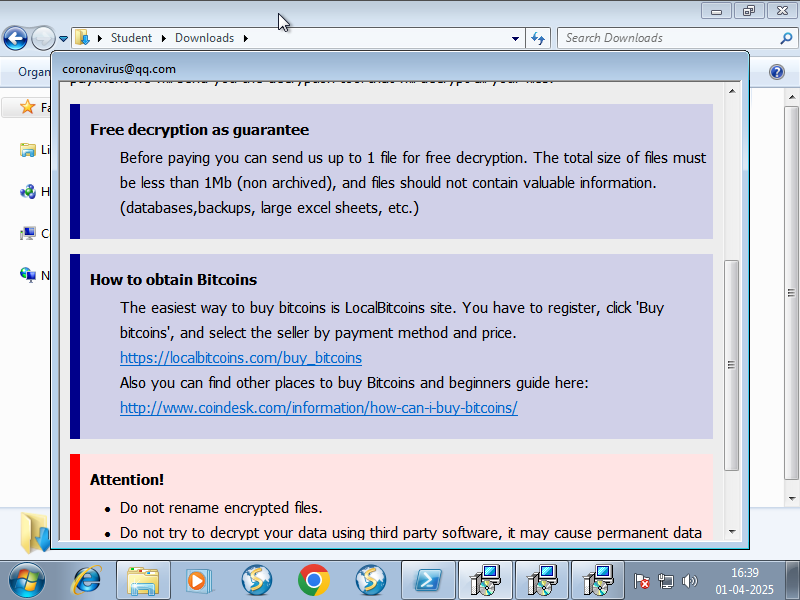 Student
Downloads
Search Downloads
Organ
coronavirus@qq.com
Fa
Li
H
C
N
Free decryption as guarantee
Before paying you can send us up to 1 file for free decryption. The total size of files must
be less than 1Mb (non archived), and files should not contain valuable information.
(databases,backups, large excel sheets, etc.)
How to obtain Bitcoins
The easiest way to buy bitcoins is LocalBitcoins site. You have to register, click 'Buy
bitcoins', and select the seller by payment method and price.
https://localbitcoins.com/buy_bitcoins
Also you can find other places to buy Bitcoins and beginners guide here:
http://www.coindesk.com/information/how-can-i-buy-bitcoins/
Attention!
• Do not rename encrypted files.
• Do not try to decrypt your data using third party software, it may cause permanent data
16:39
01-04-2025